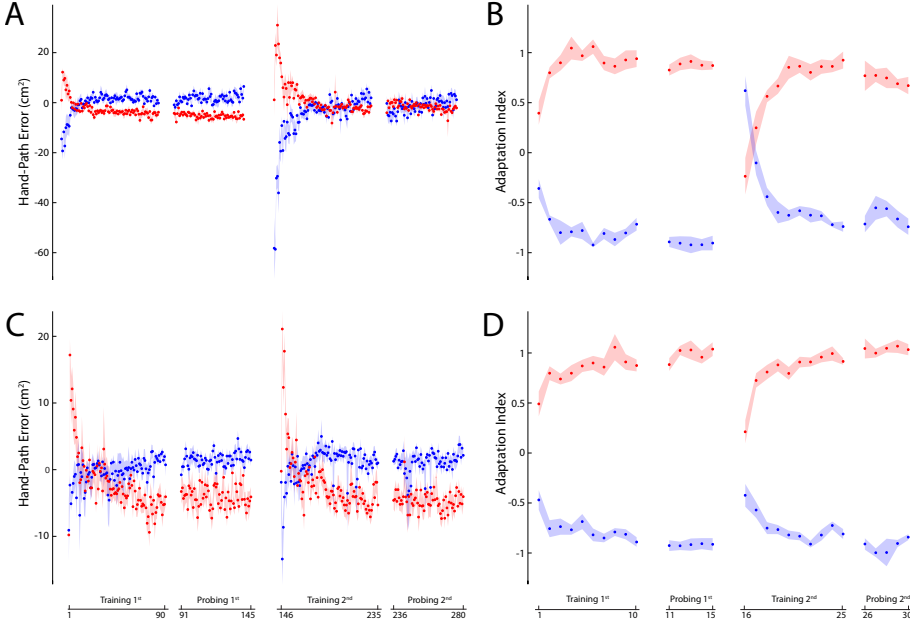 A
B
20
0
-20
-40
-60
Hand-Path Error (cm²)
1
0.5
0
-0.5
-1
Adaptation Index
C
D
20
10
0
-10
Hand-Path Error (cm²)
1
0.5
0
-0.5
-1
Adaptation Index
Training 1ˢᵗ Probing 1ˢᵗ Training 2ⁿᵈ Probing 2ⁿᵈ
1 90 91 145 146 235 236 280
Training 1ˢᵗ Probing 1ˢᵗ Training 2ⁿᵈ Probing 2ⁿᵈ
1 10 11 15 16 25 26 30